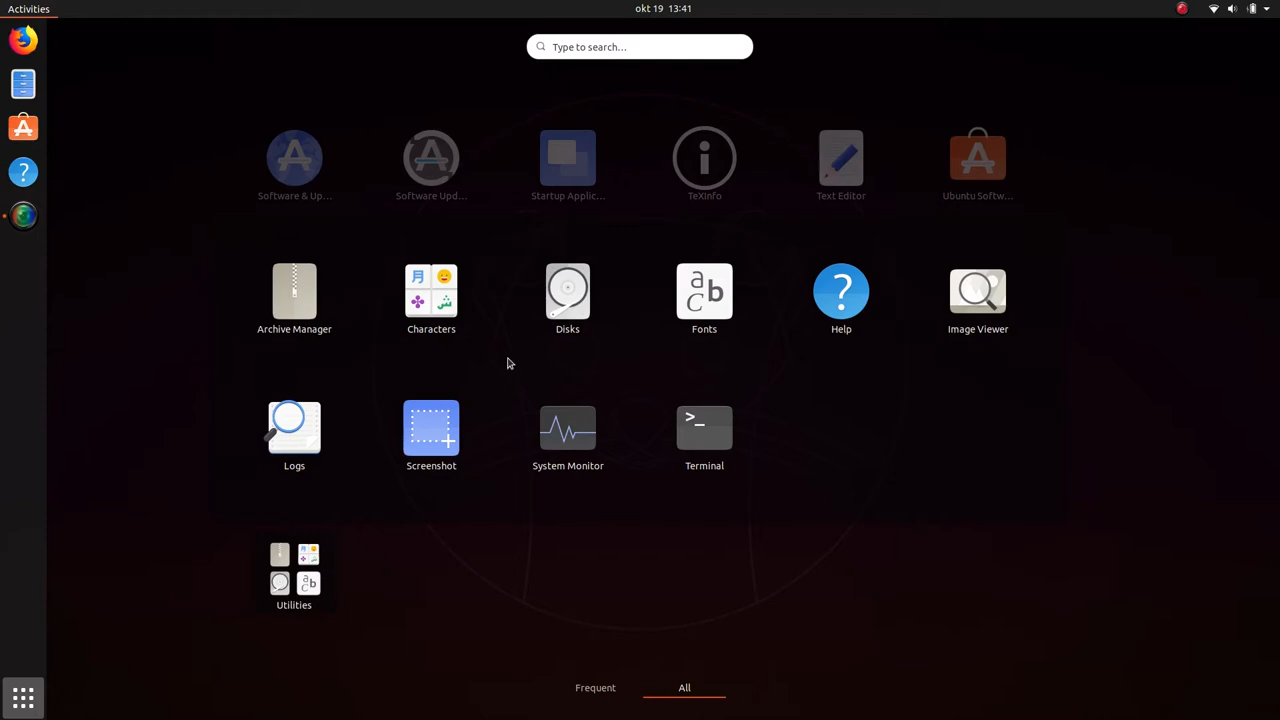 Activities
okt 19 13:41
Type to search...
Software & Up...
Software Upd...
Startup Applic...
TeXInfo
Text Editor
Ubuntu Softw...
Archive Manager
Characters
Disks
Fonts
Help
Image Viewer
Logs
Screenshot
System Monitor
Terminal
Utilities
Frequent
All